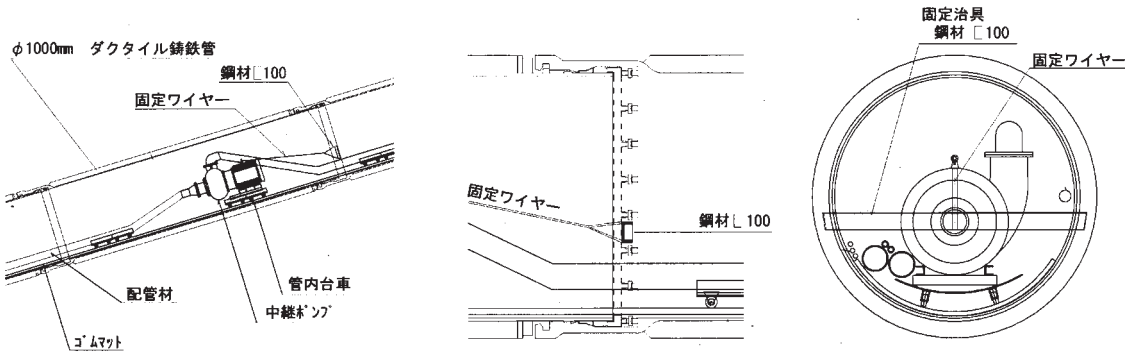 φ1000mm ダクタイル鋳鉄管
鋼材[100
固定ワイヤー
配管材
管内台車
中継ポンプ
ゴムマット
固定ワイヤー
鋼材[100
固定治具
鋼材 [100
固定ワイヤー